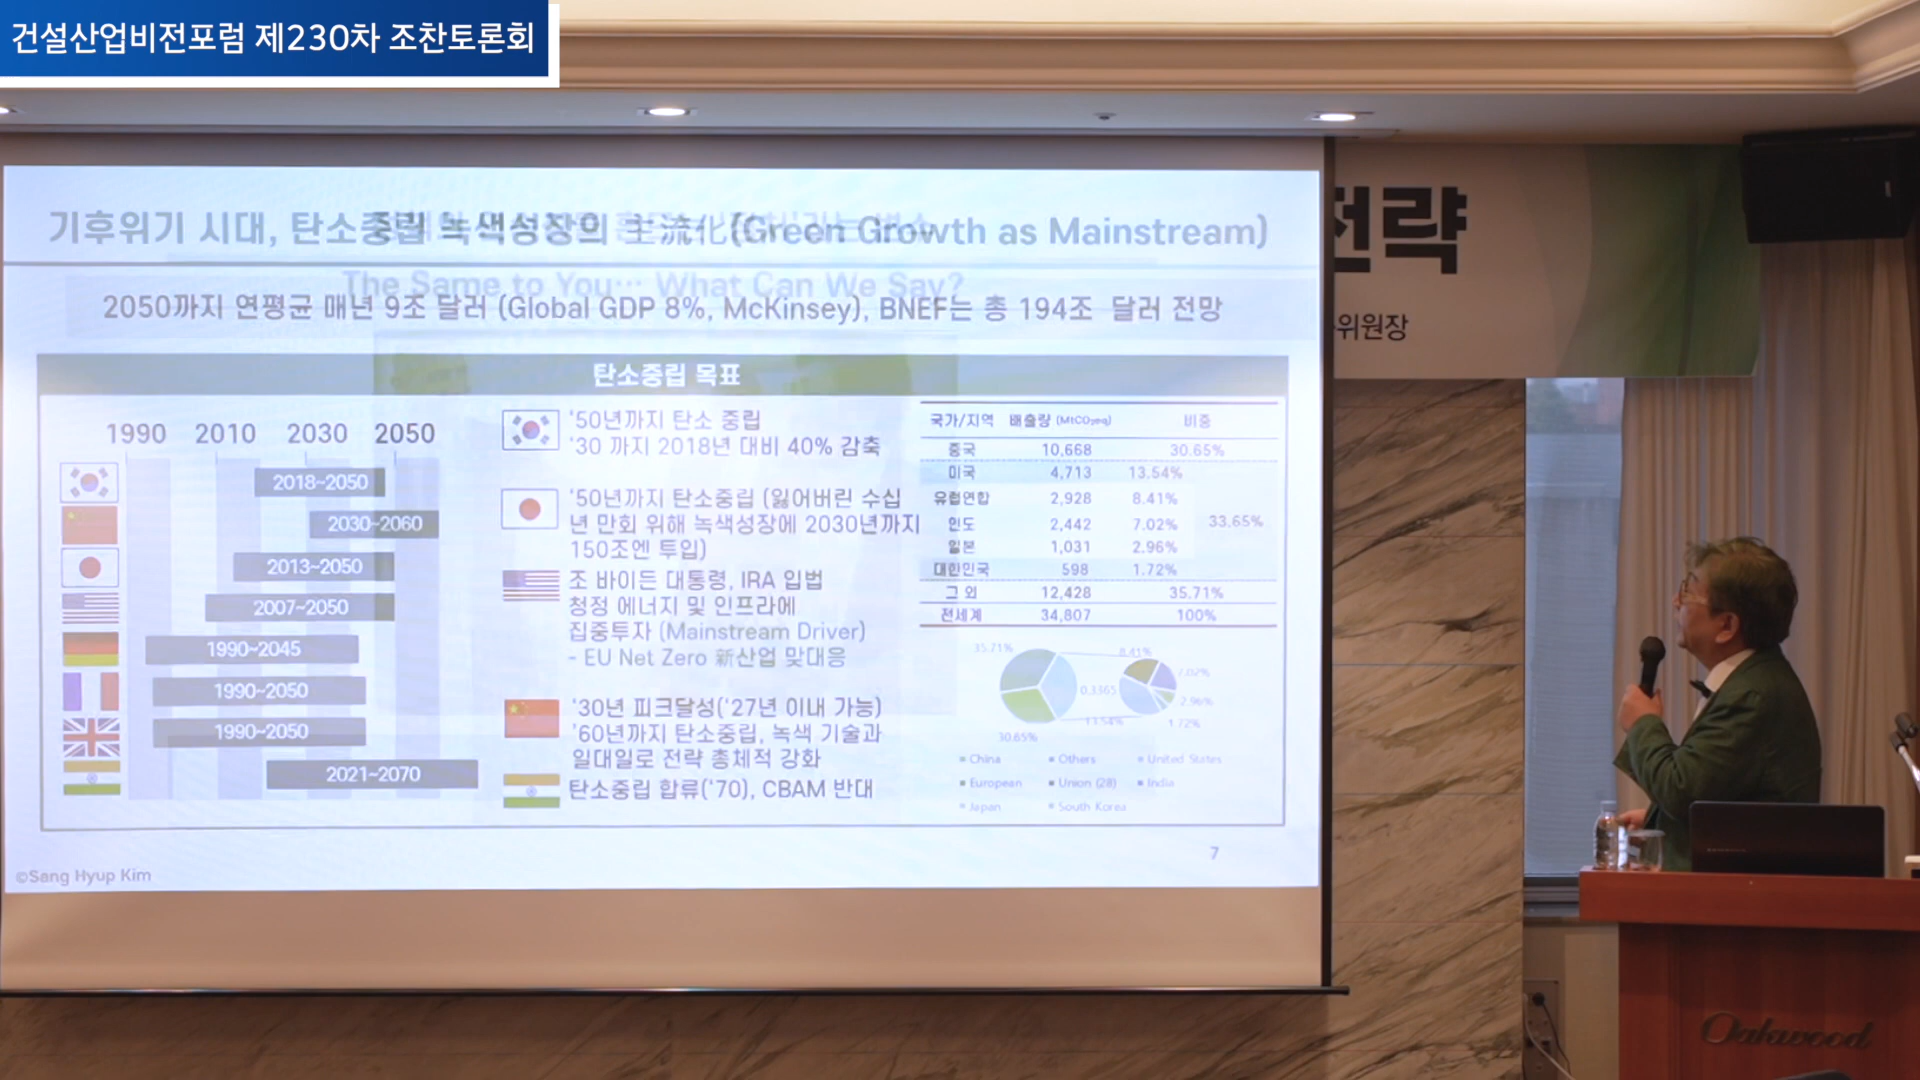 건설산업비전포럼 제230차 조찬토론회
전략
위원장
기후위기 시대, 탄소중립 녹색성장의 主流化(Green Growth as Mainstream)
The Same to You… What Can We Say?
2050까지 연평균 매년 9조 달러 (Global GDP 8%, McKinsey), BNEF는 총 194조 달러 전망
탄소중립 목표
1990 2010 2030 2050
2018~2050
2030~2060
2013~2050
2007~2050
1990~2045
1990~2050
1990~2050
2021~2070
'50년까지 탄소 중립
'30 까지 2018년 대비 40% 감축
'50년까지 탄소중립 (잃어버린 수십
년 만회 위해 녹색성장에 2030년까지
150조엔 투입)
조 바이든 대통령, IRA 입법
청정 에너지 및 인프라에
집중투자 (Mainstream Driver)
- EU Net Zero 新산업 맞대응
'30년 피크달성('27년 이내 가능)
'60년까지 탄소중립, 녹색 기술과
일대일로 전략 총체적 강화
탄소중립 합류('70), CBAM 반대
국가/지역 배출량 (MtCO₂eq) 비중
중국 10,668 30.65%
미국 4,713 13.54%
유럽연합 2,928 8.41%
인도 2,442 7.02% 33.65%
일본 1,031 2.96%
대한민국 598 1.72%
그 외 12,428 35.71%
전세계 34,807 100%
35.71% 8.41%
7.02%
0.3365
2.96%
13.54% 1.72%
30.65%
China Others United States
European Union (28) India
Japan South Korea
7
©Sang Hyup Kim
Oakwood